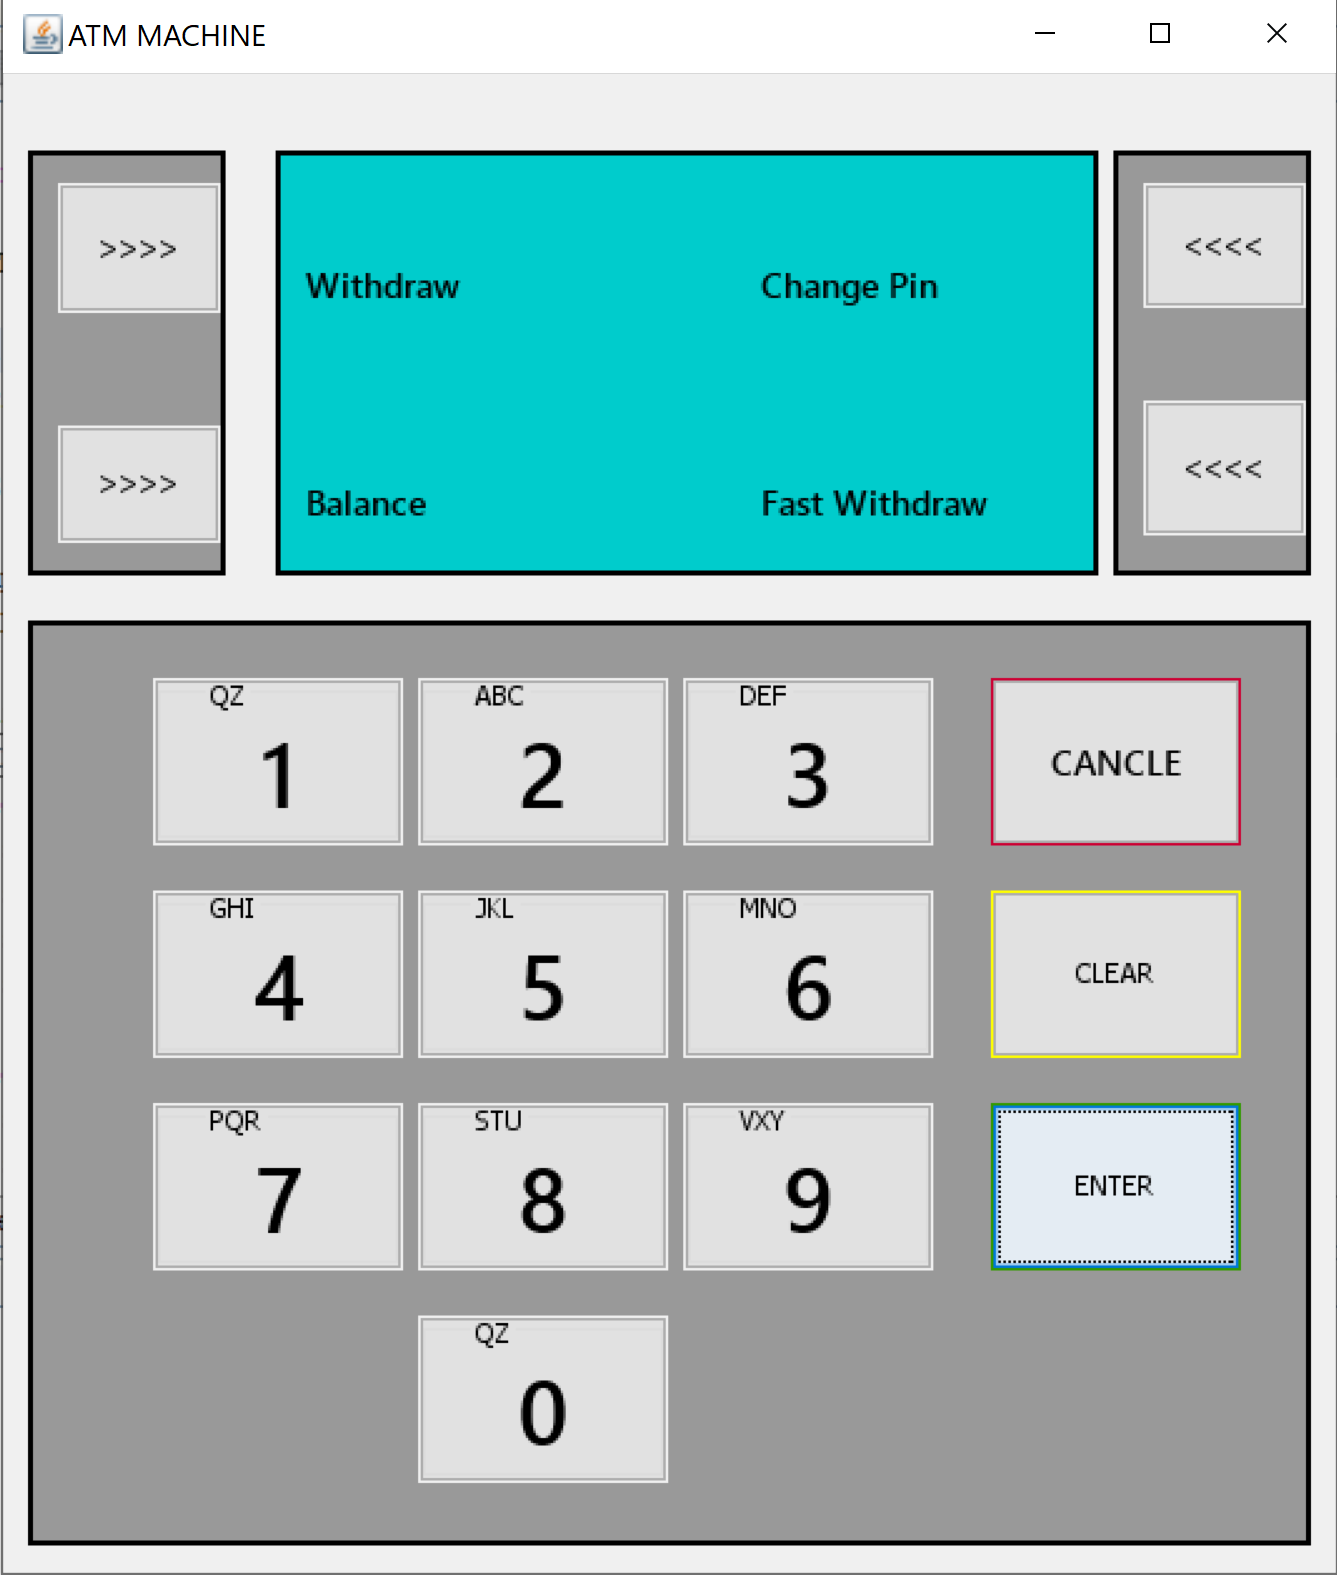 ATM MACHINE
>>>> <<<<
Withdraw Change Pin
>>>> <<<<
Balance Fast Withdraw
QZ ABC DEF
1 2 3 CANCLE
GHI JKL MNO
4 5 6 CLEAR
PQR STU VXY
7 8 9 ENTER
QZ
0